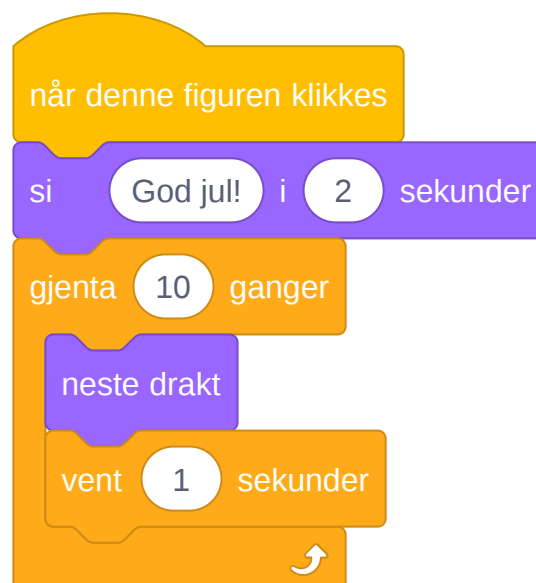 når denne figuren klikkes
si God jul! i 2 sekunder
gjenta 10 ganger
neste drakt
vent 1 sekunder